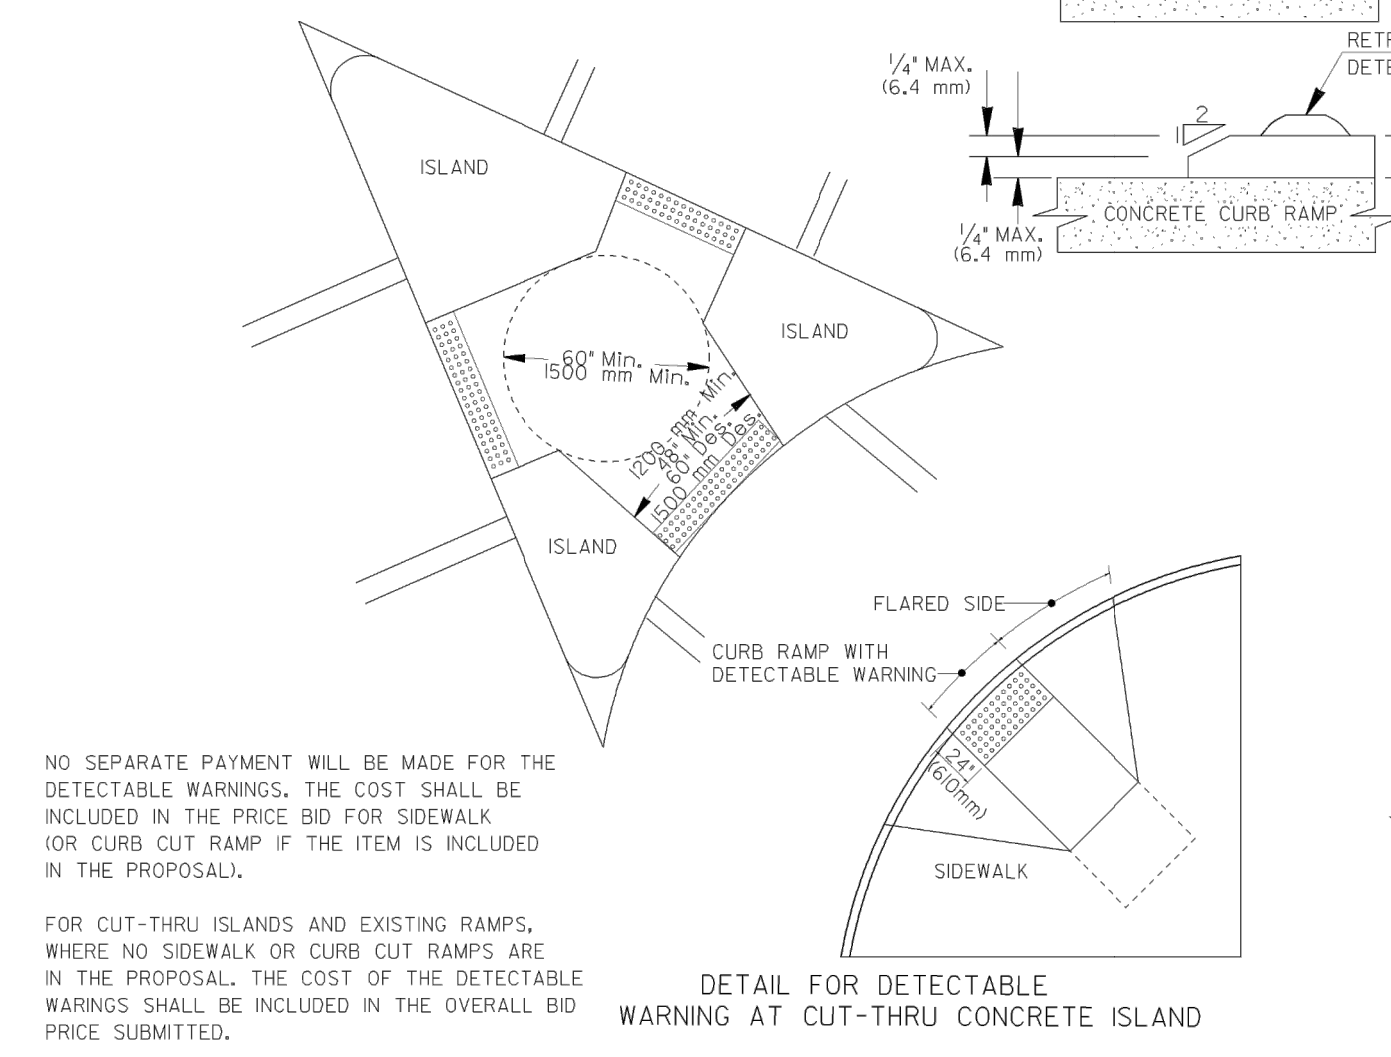 RETR
DETE
1/4" MAX.
(6.4 mm)
2
1
CONCRETE CURB RAMP
1/4" MAX.
(6.4 mm)
ISLAND
ISLAND
60" Min.
1500 mm Min.
1200 mm Min.
48" Min.
60" Des.
1500 mm Des.
ISLAND
FLARED SIDE
CURB RAMP WITH
DETECTABLE WARNING
24"
(610mm)
SIDEWALK
NO SEPARATE PAYMENT WILL BE MADE FOR THE
DETECTABLE WARNINGS. THE COST SHALL BE
INCLUDED IN THE PRICE BID FOR SIDEWALK
(OR CURB CUT RAMP IF THE ITEM IS INCLUDED
IN THE PROPOSAL).
FOR CUT-THRU ISLANDS AND EXISTING RAMPS,
WHERE NO SIDEWALK OR CURB CUT RAMPS ARE
IN THE PROPOSAL. THE COST OF THE DETECTABLE
WARINGS SHALL BE INCLUDED IN THE OVERALL BID
PRICE SUBMITTED.
DETAIL FOR DETECTABLE
WARNING AT CUT-THRU CONCRETE ISLAND